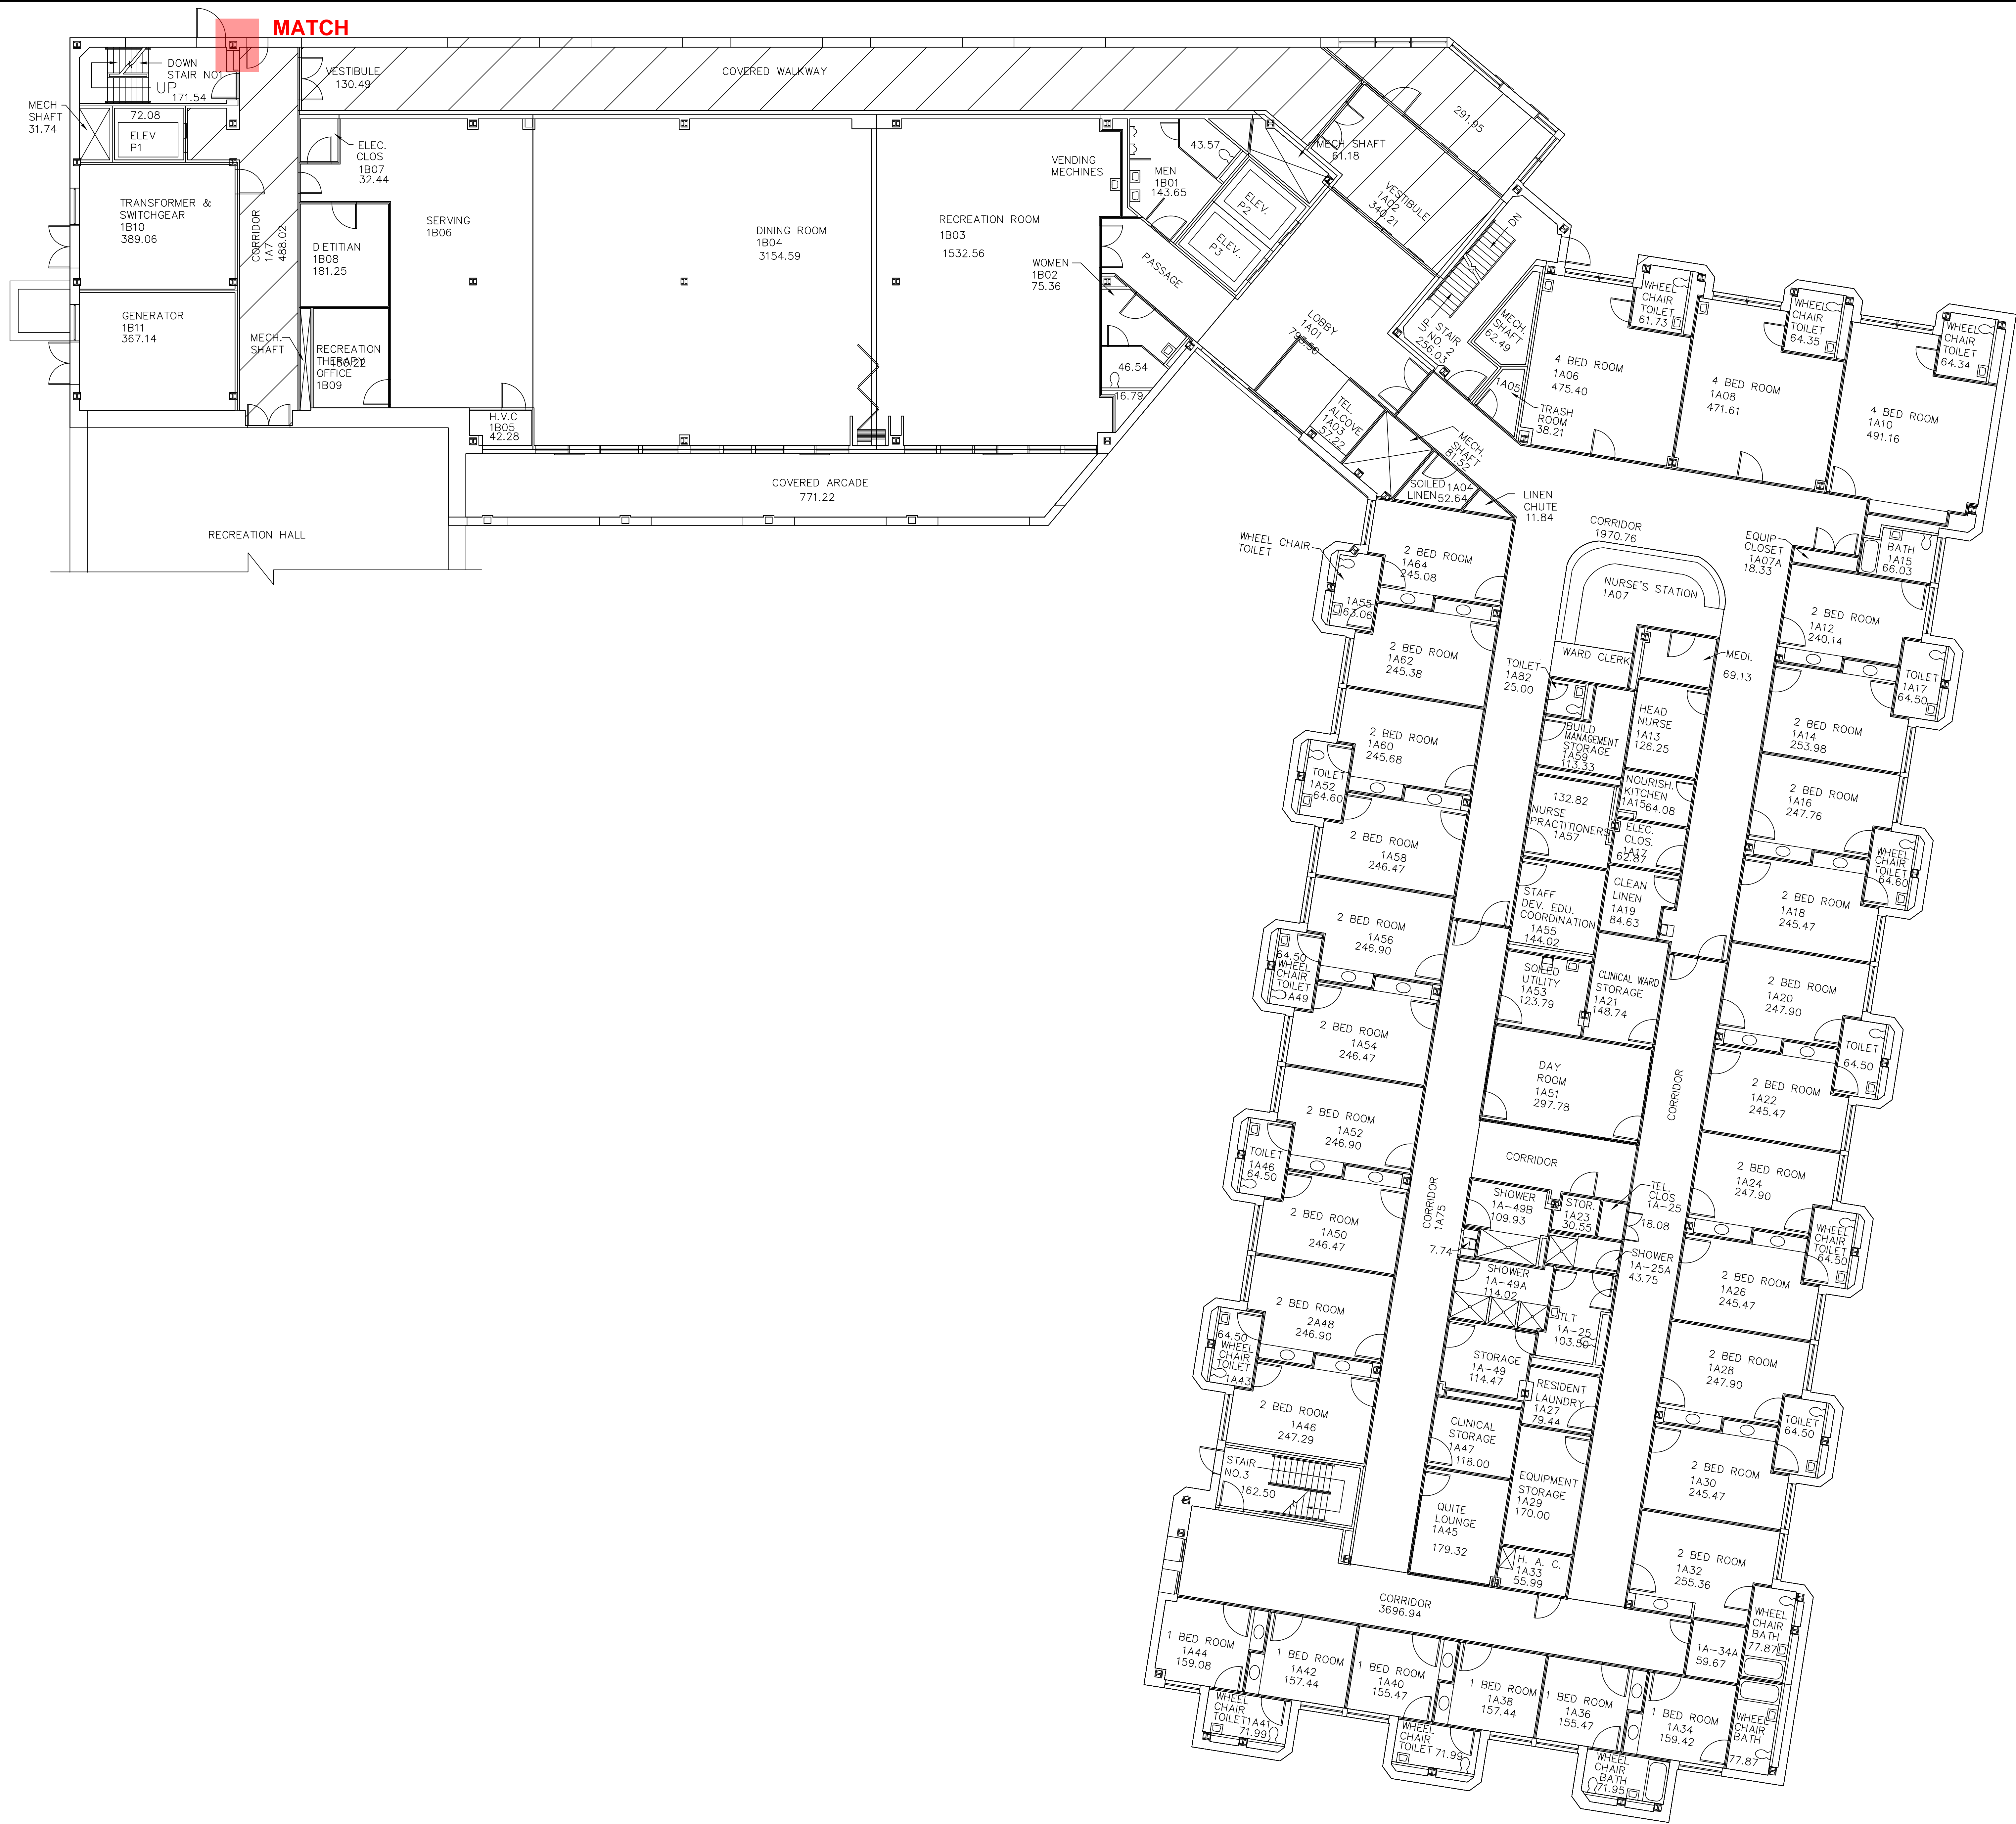 MATCH
DOWN
STAIR NO1
UP
171.54
MECH
SHAFT
31.74
72.08
ELEV
P1
VESTIBULE
130.49
COVERED WALKWAY
ELEC.
CLOS
1B07
32.44
TRANSFORMER &
SWITCHGEAR
1B10
389.06
CORRIDOR
1A7
488.02
DIETITIAN
1B08
181.25
SERVING
1B06
DINING ROOM
1B04
3154.59
RECREATION ROOM
1B03
1532.56
VENDING
MECHINES
MEN
1B01
143.65
43.57
MECH SHAFT
61.18
291.95
VESTIBULE
1A02
340.21
ELEV.
P2
ELEV..
P3
PASSAGE
WOMEN
1B02
75.36
46.54
16.79
GENERATOR
1B11
367.14
MECH.
SHAFT
RECREATION
THERAPY
OFFICE
1B09
H.V.C
1B05
42.28
COVERED ARCADE
771.22
RECREATION HALL
LOBBY
1A01
DN
UP
STAIR
NO. 2
256.03
MECH.
SHAFT
62.49
1A05
TRASH
ROOM
38.21
TEL.
ALCOVE
1A03
57.22
MECH.
SHAFT
81.52
SOILED
LINEN
1A04
52.64
LINEN
CHUTE
11.84
4 BED ROOM
1A06
475.40
WHEEL
CHAIR
TOILET
61.73
4 BED ROOM
1A08
471.61
WHEEL
CHAIR
TOILET
64.35
4 BED ROOM
1A10
491.16
WHEEL
CHAIR
TOILET
64.34
CORRIDOR
1970.76
NURSE'S STATION
1A07
EQUIP
CLOSET
1A07A
18.33
BATH
1A15
66.03
WHEEL CHAIR
TOILET
1A55
63.06
2 BED ROOM
1A64
245.08
2 BED ROOM
1A62
245.38
2 BED ROOM
1A60
245.68
TOILET
1A52
64.60
2 BED ROOM
1A58
246.47
2 BED ROOM
1A56
246.90
64.50
WHEEL
CHAIR
TOILET
1A49
2 BED ROOM
1A54
246.47
2 BED ROOM
1A52
246.90
TOILET
1A46
64.50
2 BED ROOM
1A50
246.47
2 BED ROOM
2A48
246.90
64.50
WHEEL
CHAIR
TOILET
1A43
2 BED ROOM
1A46
247.29
STAIR
NO.3
162.50
WARD CLERK
TOILET
1A82
25.00
MEDI.
69.13
HEAD
NURSE
1A13
126.25
BUILD
MANAGEMENT
STORAGE
1A59
113.33
NOURISH.
KITCHEN
1A15
64.08
132.82
NURSE
PRACTITIONERS
1A57
ELEC.
CLOS.
1A17
62.87
STAFF
DEV. EDU.
COORDINATION
1A55
144.02
CLEAN
LINEN
1A19
84.63
SOILED
UTILITY
1A53
123.79
CLINICAL WARD
STORAGE
1A21
148.74
DAY
ROOM
1A51
297.78
CORRIDOR
CORRIDOR
CORRIDOR
1A75
SHOWER
1A-49B
109.93
STOR.
1A23
30.55
TEL.
CLOS
1A-25
18.08
7.74
SHOWER
1A-25A
43.75
SHOWER
1A-49A
114.02
TLT
1A-25
103.50
STORAGE
1A-49
114.47
RESIDENT
LAUNDRY
1A27
79.44
CLINICAL
STORAGE
1A47
118.00
EQUIPMENT
STORAGE
1A29
170.00
QUITE
LOUNGE
1A45
179.32
H. A. C.
1A33
55.99
2 BED ROOM
1A12
240.14
TOILET
1A17
64.50
2 BED ROOM
1A14
253.98
2 BED ROOM
1A16
247.76
WHEEL
CHAIR
TOILET
64.60
2 BED ROOM
1A18
245.47
2 BED ROOM
1A20
247.90
TOILET
64.50
2 BED ROOM
1A22
245.47
2 BED ROOM
1A24
247.90
WHEEL
CHAIR
TOILET
64.50
2 BED ROOM
1A26
245.47
2 BED ROOM
1A28
247.90
TOILET
64.50
2 BED ROOM
1A30
245.47
2 BED ROOM
1A32
255.36
WHEEL
CHAIR
BATH
77.87
1A-34A
59.67
CORRIDOR
3696.94
1 BED ROOM
1A44
159.08
1 BED ROOM
1A42
157.44
1 BED ROOM
1A40
155.47
1 BED ROOM
1A38
157.44
1 BED ROOM
1A36
155.47
1 BED ROOM
1A34
159.42
WHEEL
CHAIR
BATH
77.87
WHEEL
CHAIR
TOILET
1A41
71.99
WHEEL
CHAIR
TOILET
71.99
WHEEL
CHAIR
BATH
71.95